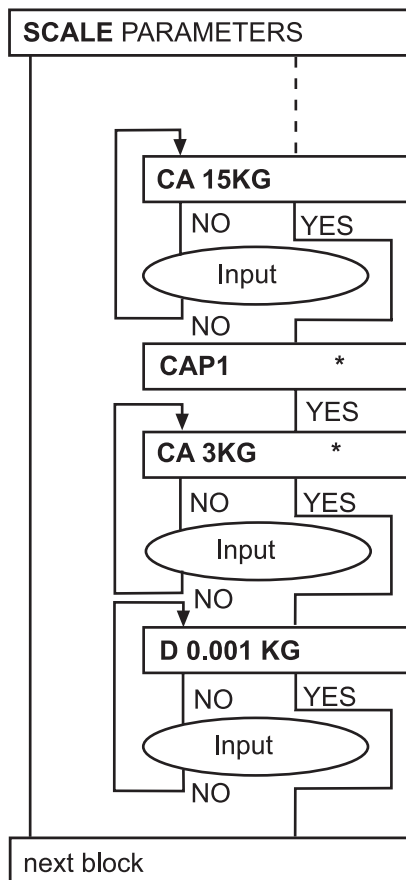 SCALE PARAMETERS
CA 15KG
NO YES
Input
NO
CAP1 *
YES
CA 3KG *
NO YES
Input
NO
D 0.001 KG
NO YES
Input
NO
next block